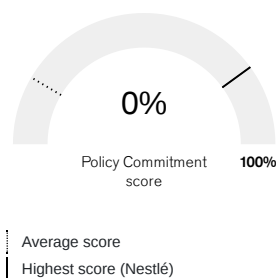 0%
Policy Commitment
score
100%
Average score
Highest score (Nestlé)